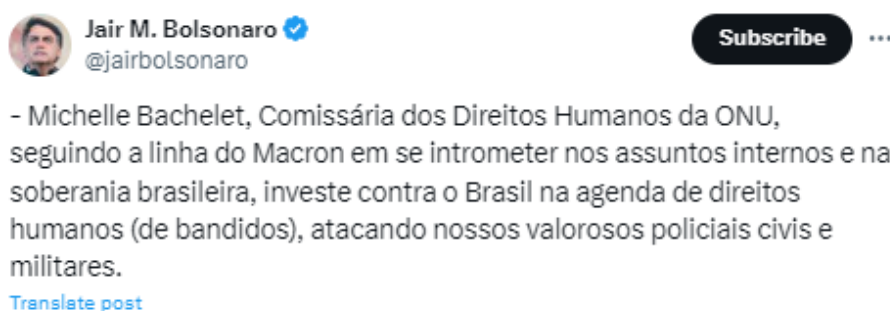 Jair M. Bolsonaro
@jairbolsonaro
Subscribe
- Michelle Bachelet, Comissária dos Direitos Humanos da ONU,
seguindo a linha do Macron em se intrometer nos assuntos internos e na
soberania brasileira, investe contra o Brasil na agenda de direitos
humanos (de bandidos), atacando nossos valorosos policiais civis e
militares.
Translate post